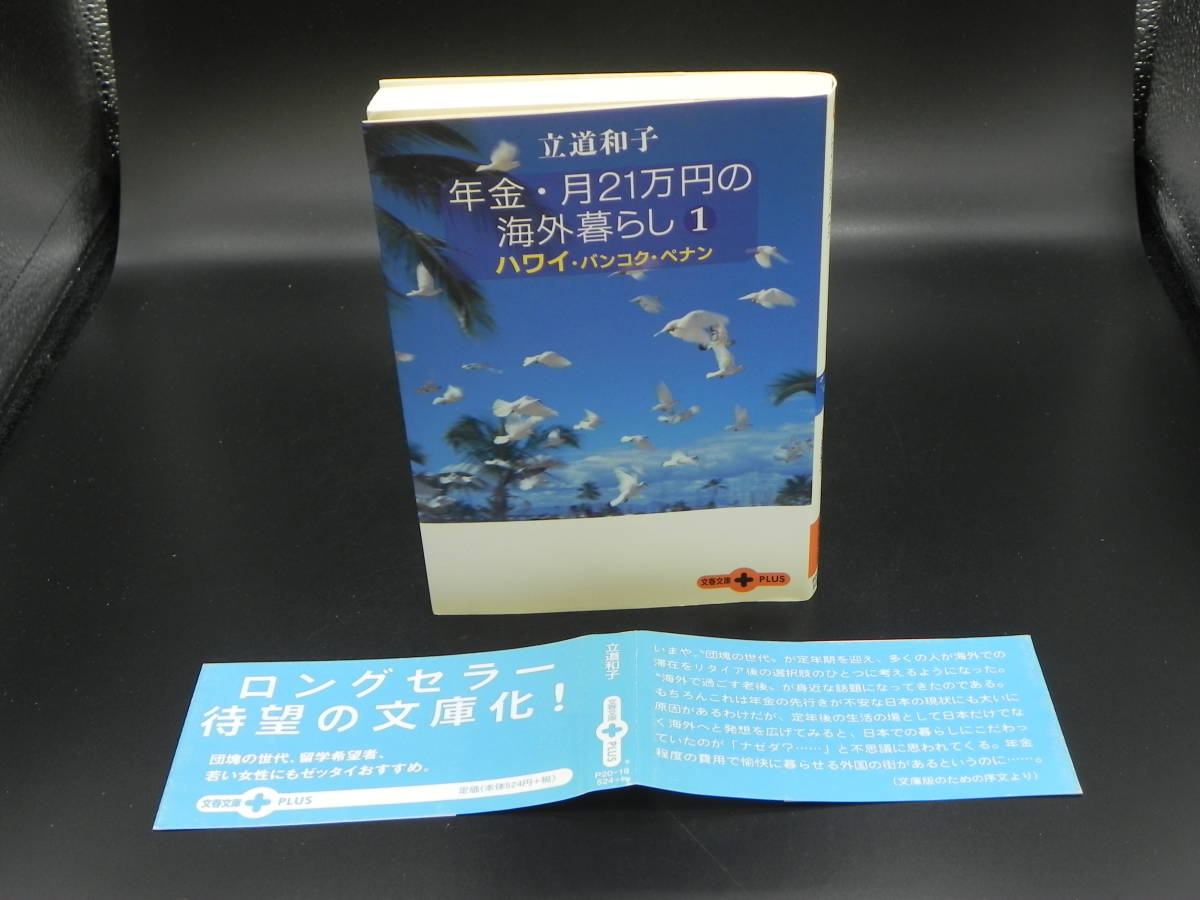 立道和子
年金・月21万円の
海外暮らし 1
ハワイ・バンコク・ペナン
文春文庫 PLUS
ロングセラー
待望の文庫化!
団塊の世代、留学希望者、
若い女性にもゼッタイおすすめ。
文春文庫 PLUS
定価(本体524円+税)
立道和子
文春文庫
PLUS
P20-18
524
いまや、“団塊の世代”が定年期を迎え、多くの人が海外での
滞在をリタイア後の選択肢のひとつに考えるようになった。
“海外で過ごす老後”が身近な話題になってきたのである。
もちろんこれは年金の先行きが不安な日本の現状にも大いに
原因があるわけだが、定年後の生活の場として日本だけでな
く海外へと発想を広げてみると、日本での暮らしにこだわっ
ていたのが「ナゼダ?……」と不思議に思われてくる。年金
程度の費用で愉快に暮らせる外国の街があるというのに……。
(文庫版のための序文より)